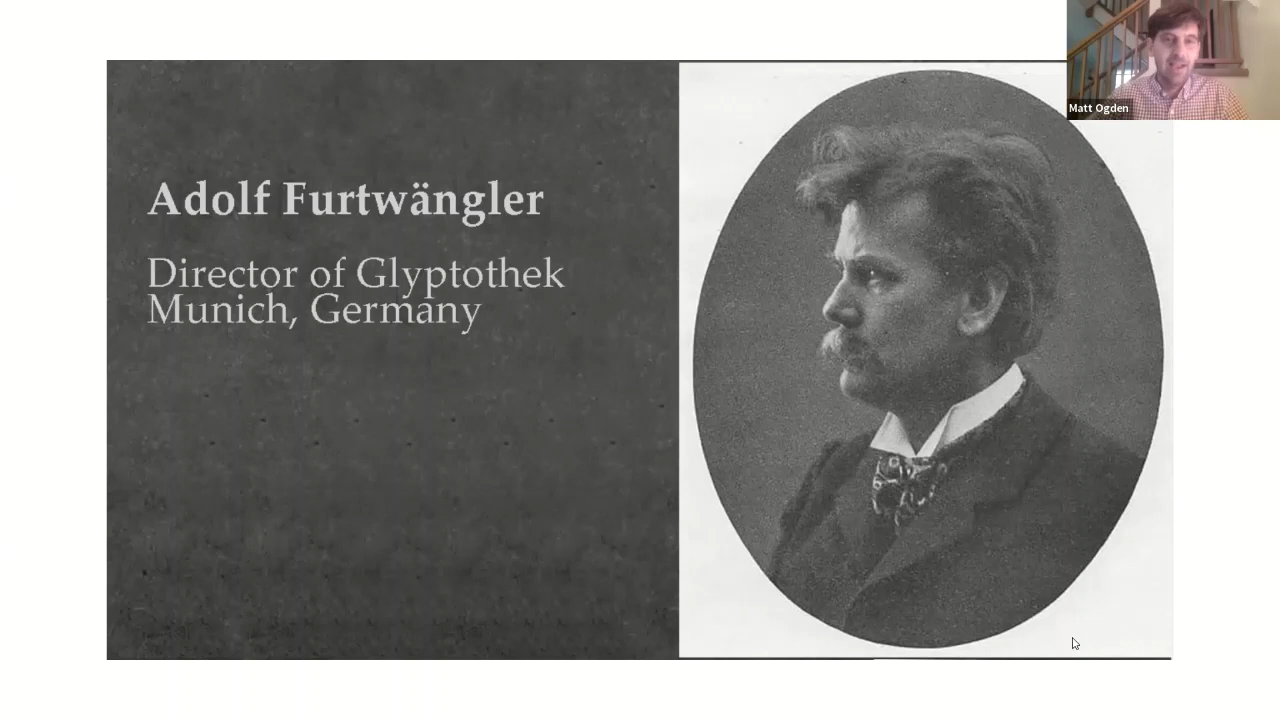 Adolf Furtwängler
Director of Glyptothek
Munich, Germany
Matt Ogden